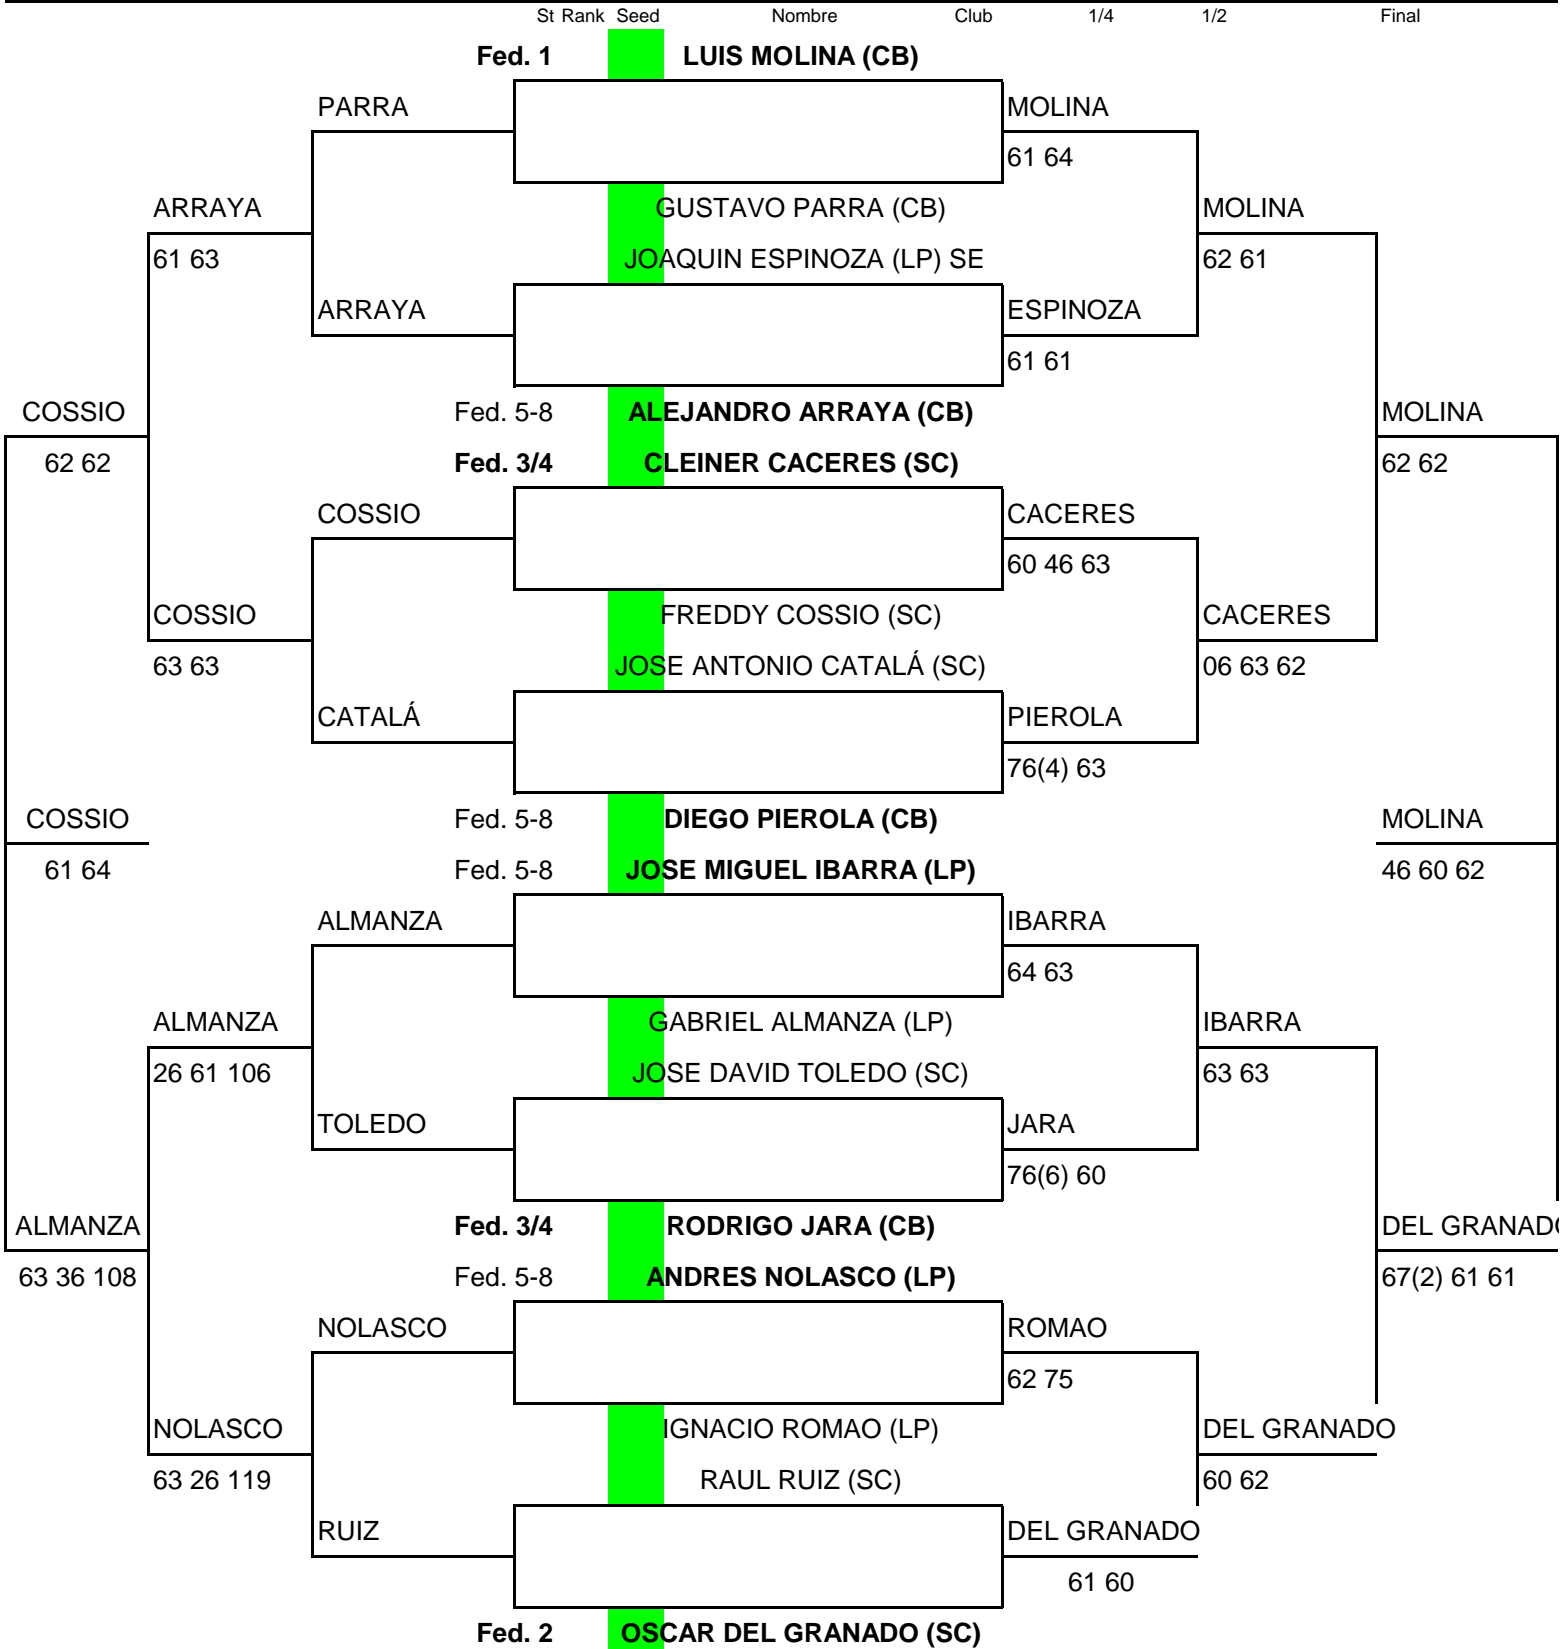 St Rank Seed Nombre Club 1/4 1/2 Final
Fed. 1 LUIS MOLINA (CB)
PARRA MOLINA
61 64
ARRAYA GUSTAVO PARRA (CB) MOLINA
61 63 JOAQUIN ESPINOZA (LP) SE 62 61
ARRAYA ESPINOZA
61 61
COSSIO Fed. 5-8 ALEJANDRO ARRAYA (CB) MOLINA
62 62 Fed. 3/4 CLEINER CACERES (SC) 62 62
COSSIO CACERES
60 46 63
COSSIO FREDDY COSSIO (SC) CACERES
63 63 JOSE ANTONIO CATALÁ (SC) 06 63 62
CATALÁ PIEROLA
76(4) 63
COSSIO Fed. 5-8 DIEGO PIEROLA (CB) MOLINA
61 64 Fed. 5-8 JOSE MIGUEL IBARRA (LP) 46 60 62
ALMANZA IBARRA
64 63
ALMANZA GABRIEL ALMANZA (LP) IBARRA
26 61 106 JOSE DAVID TOLEDO (SC) 63 63
TOLEDO JARA
76(6) 60
ALMANZA Fed. 3/4 RODRIGO JARA (CB) DEL GRANADO
63 36 108 Fed. 5-8 ANDRES NOLASCO (LP) 67(2) 61 61
NOLASCO ROMAO
62 75
NOLASCO IGNACIO ROMAO (LP) DEL GRANADO
63 26 119 RAUL RUIZ (SC) 60 62
RUIZ DEL GRANADO
61 60
Fed. 2 OSCAR DEL GRANADO (SC)